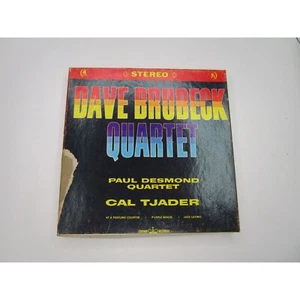 STEREO
DAVE BRUBECK
QUARTET
PAUL DESMOND
QUARTET
CAL TJADER